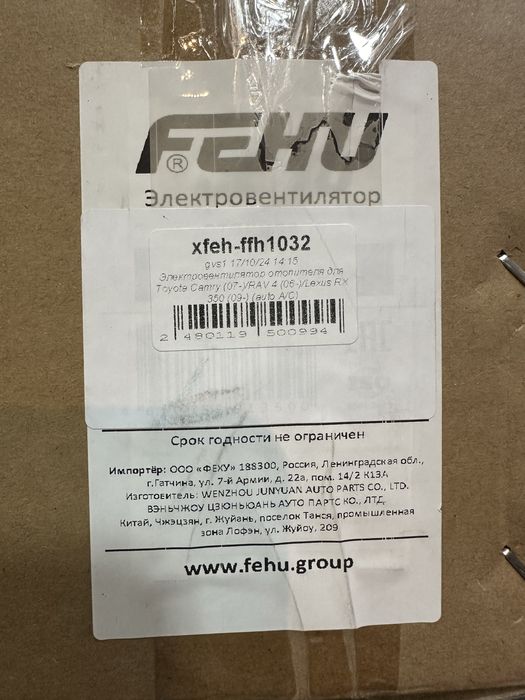 FEHU
®
Электровентилятор
xfeh-ffh1032
gvs1 17/10/24 14:15
Электровентилятор отопителя для
Toyota Camry (07-)/RAV 4 (06-)/Lexus RX
350 (09-) (auto A/C)
2 480119 500994
Срок годности не ограничен
Импортёр: ООО «ФЕХУ» 188300, Россия, Ленинградская обл.,
г.Гатчина, ул. 7-й Армии, д. 22а, пом. 14/2 К13А
Изготовитель: WENZHOU JUNYUAN AUTO PARTS CO., LTD.
ВЭНЬЧЖОУ ЦЗЮНЬЮАНЬ АУТО ПАРТС КО., ЛТД,
Китай, Чжэцзян, г. Жуйань, поселок Танся, промышленная
зона Лофэн, ул. Жуйоу, 209
www.fehu.group